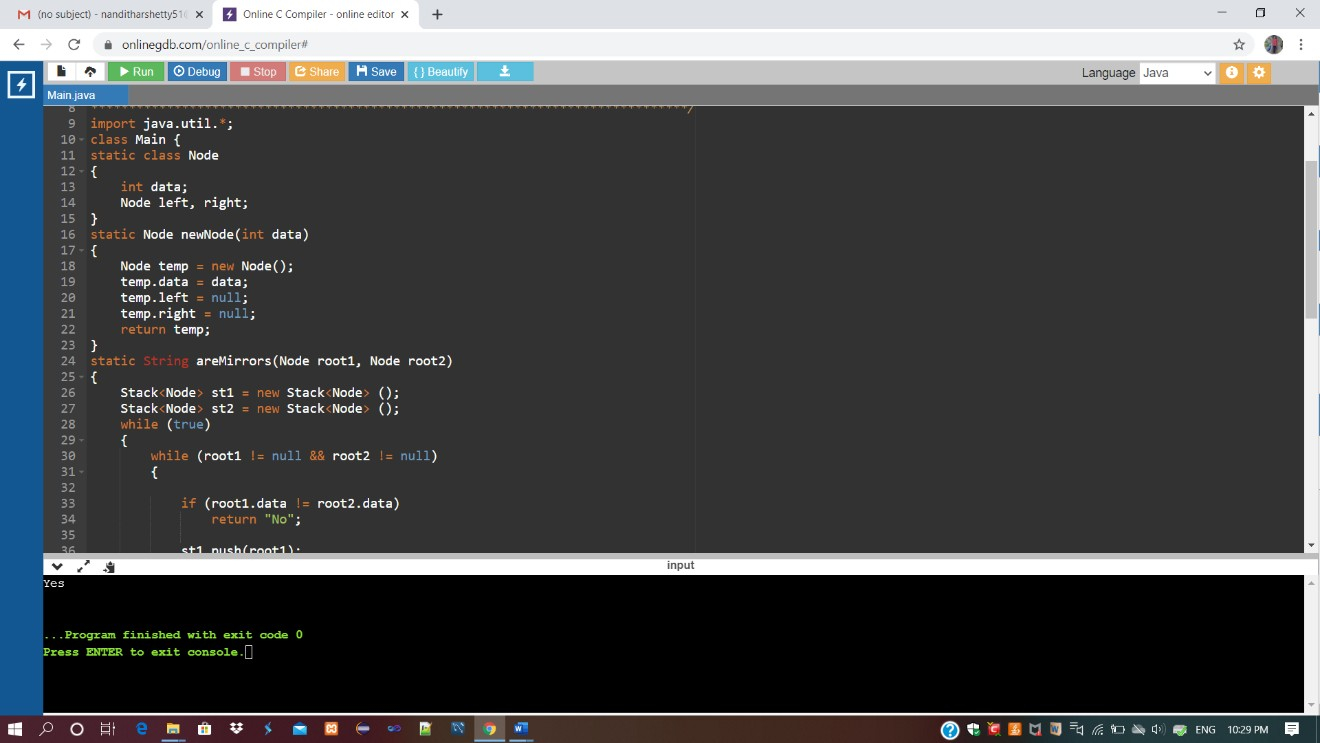 (no subject) - nanditharshetty516
Online C Compiler - online editor
onlinegdb.com/online_c_compiler#
Run
Debug
Stop
Share
Save
{ } Beautify
Language Java
Main.java
8 ******************************************************************************/
9 import java.util.*;
10 class Main {
11 static class Node
12 {
13     int data;
14     Node left, right;
15 }
16 static Node newNode(int data)
17 {
18     Node temp = new Node();
19     temp.data = data;
20     temp.left = null;
21     temp.right = null;
22     return temp;
23 }
24 static String areMirrors(Node root1, Node root2)
25 {
26     Stack<Node> st1 = new Stack<Node> ();
27     Stack<Node> st2 = new Stack<Node> ();
28     while (true)
29     {
30         while (root1 != null && root2 != null)
31         {
32
33             if (root1.data != root2.data)
34                 return "No";
35
36             st1.push(root1);
input
Yes
...Program finished with exit code 0
Press ENTER to exit console.
ENG
10:29 PM